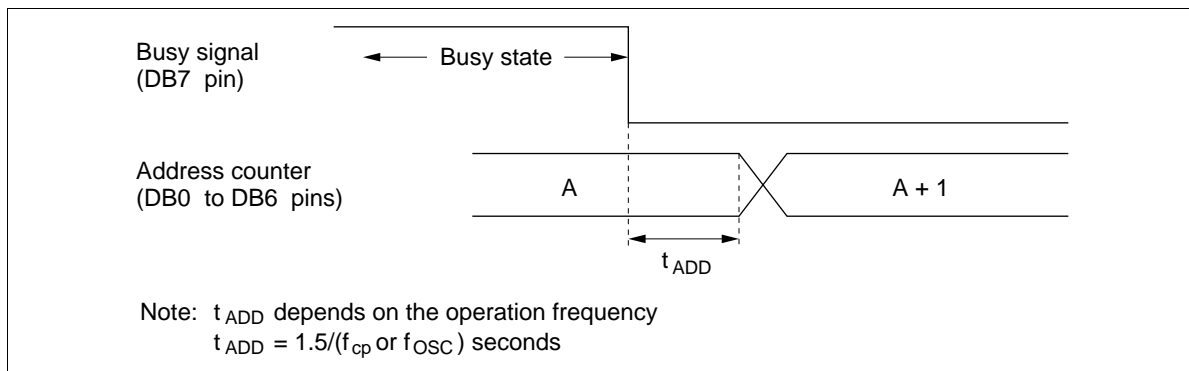 Busy signal
(DB7 pin)
Busy state
Address counter
(DB0 to DB6 pins)
A
A + 1
t ADD
Note: t ADD depends on the operation frequency
t ADD = 1.5/(f cp or f OSC ) seconds